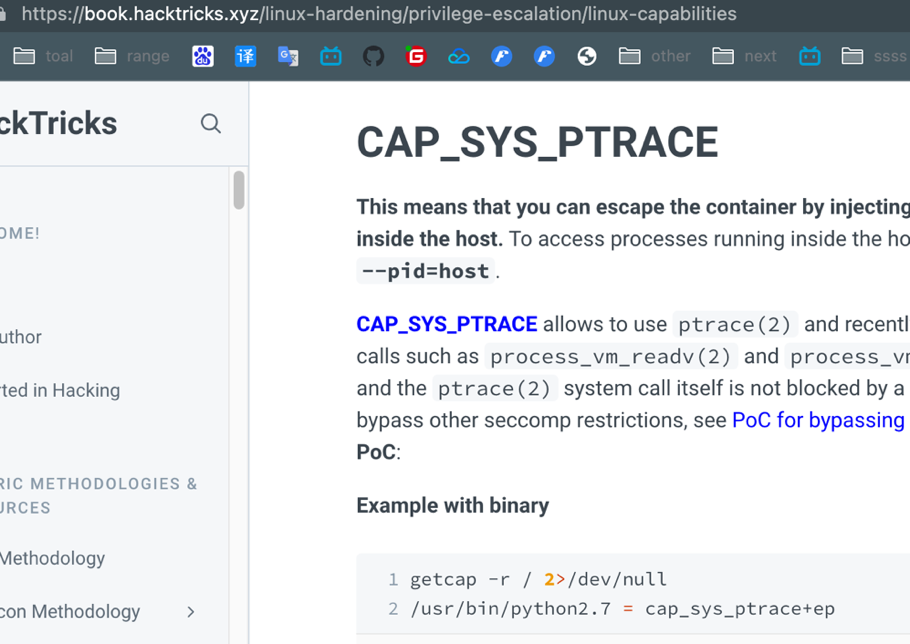 https://book.hacktricks.xyz/linux-hardening/privilege-escalation/linux-capabilities
toal range du 译 G other next ssss
ckTricks
OME!
uthor
rted in Hacking
RIC METHODOLOGIES &
URCES
Methodology
con Methodology
CAP_SYS_PTRACE
This means that you can escape the container by injecting
inside the host. To access processes running inside the ho
--pid=host.
CAP_SYS_PTRACE allows to use ptrace(2) and recentl
calls such as process_vm_readv(2) and process_v
and the ptrace(2) system call itself is not blocked by a
bypass other seccomp restrictions, see PoC for bypassing
PoC:
Example with binary
1 getcap -r / 2>/dev/null
2 /usr/bin/python2.7 = cap_sys_ptrace+ep